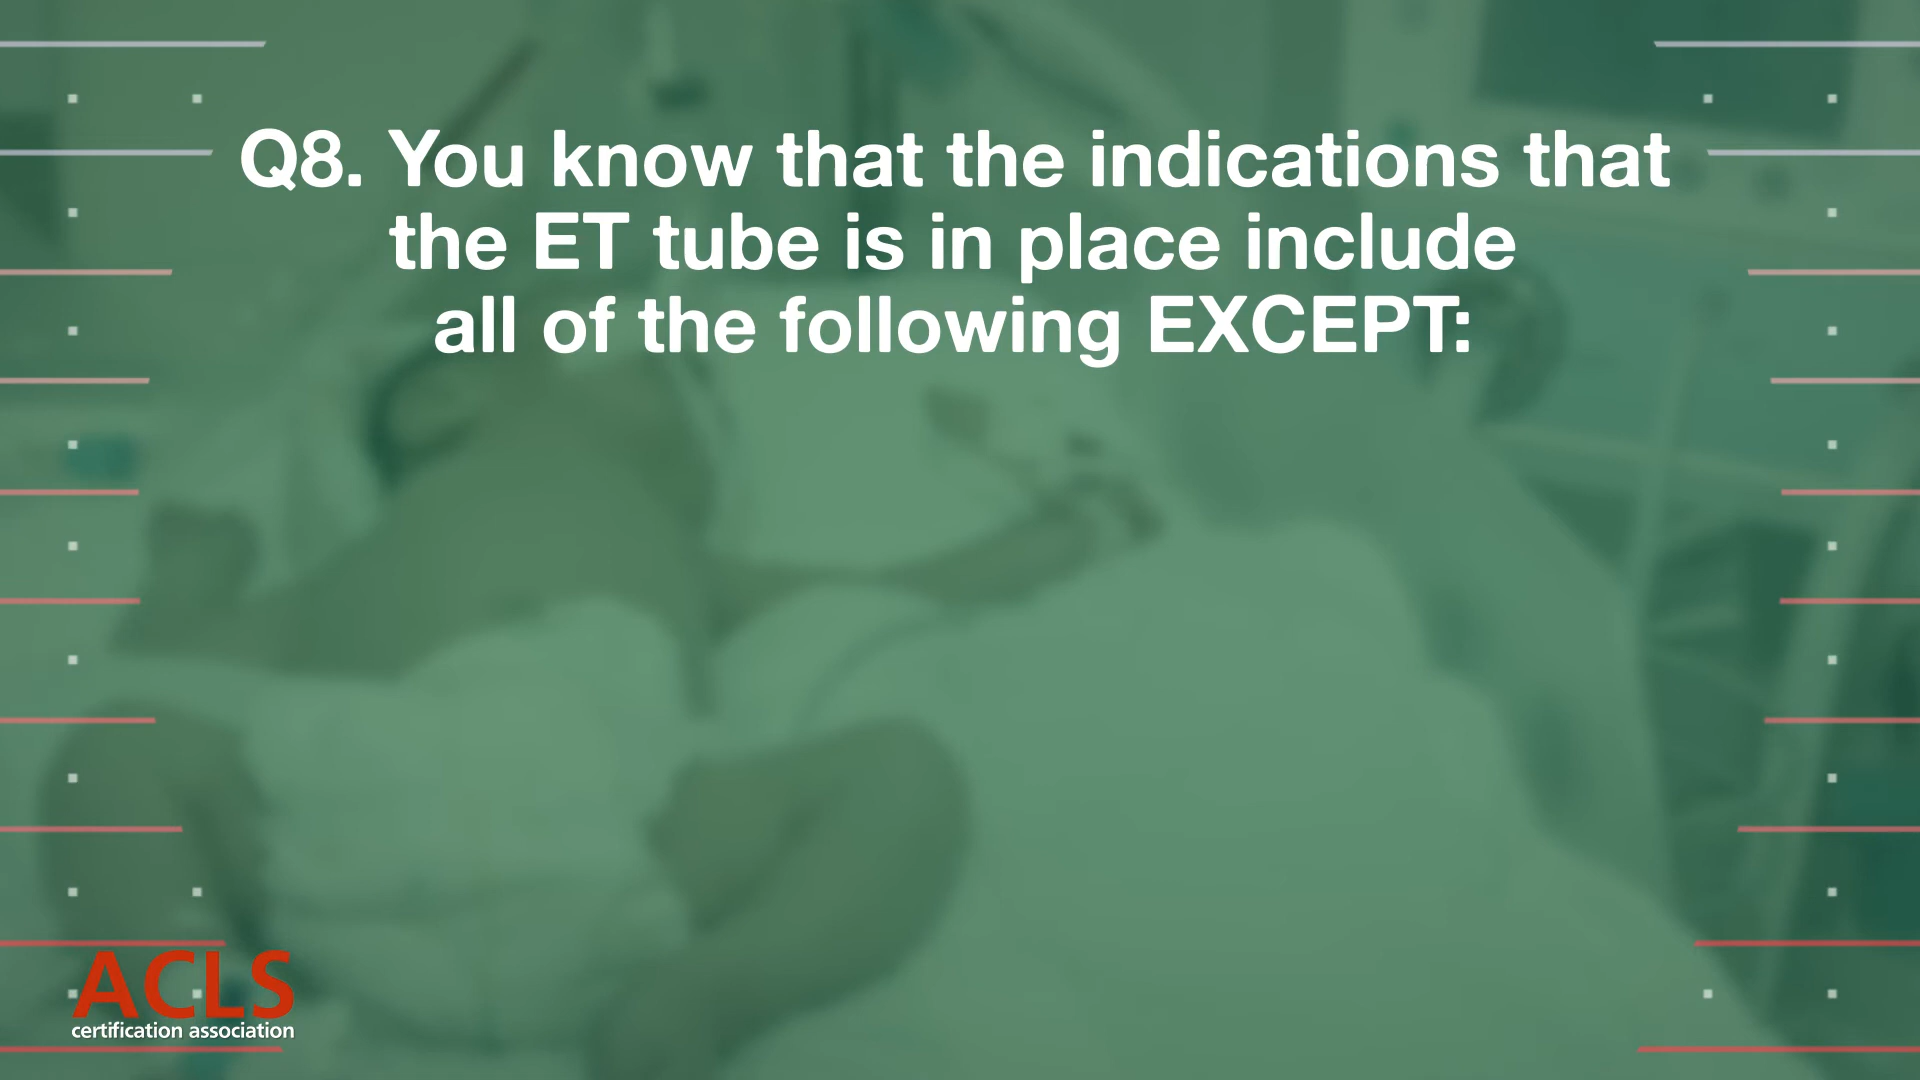 Q8. You know that the indications that
the ET tube is in place include
all of the following EXCEPT:
ACLS
certification association